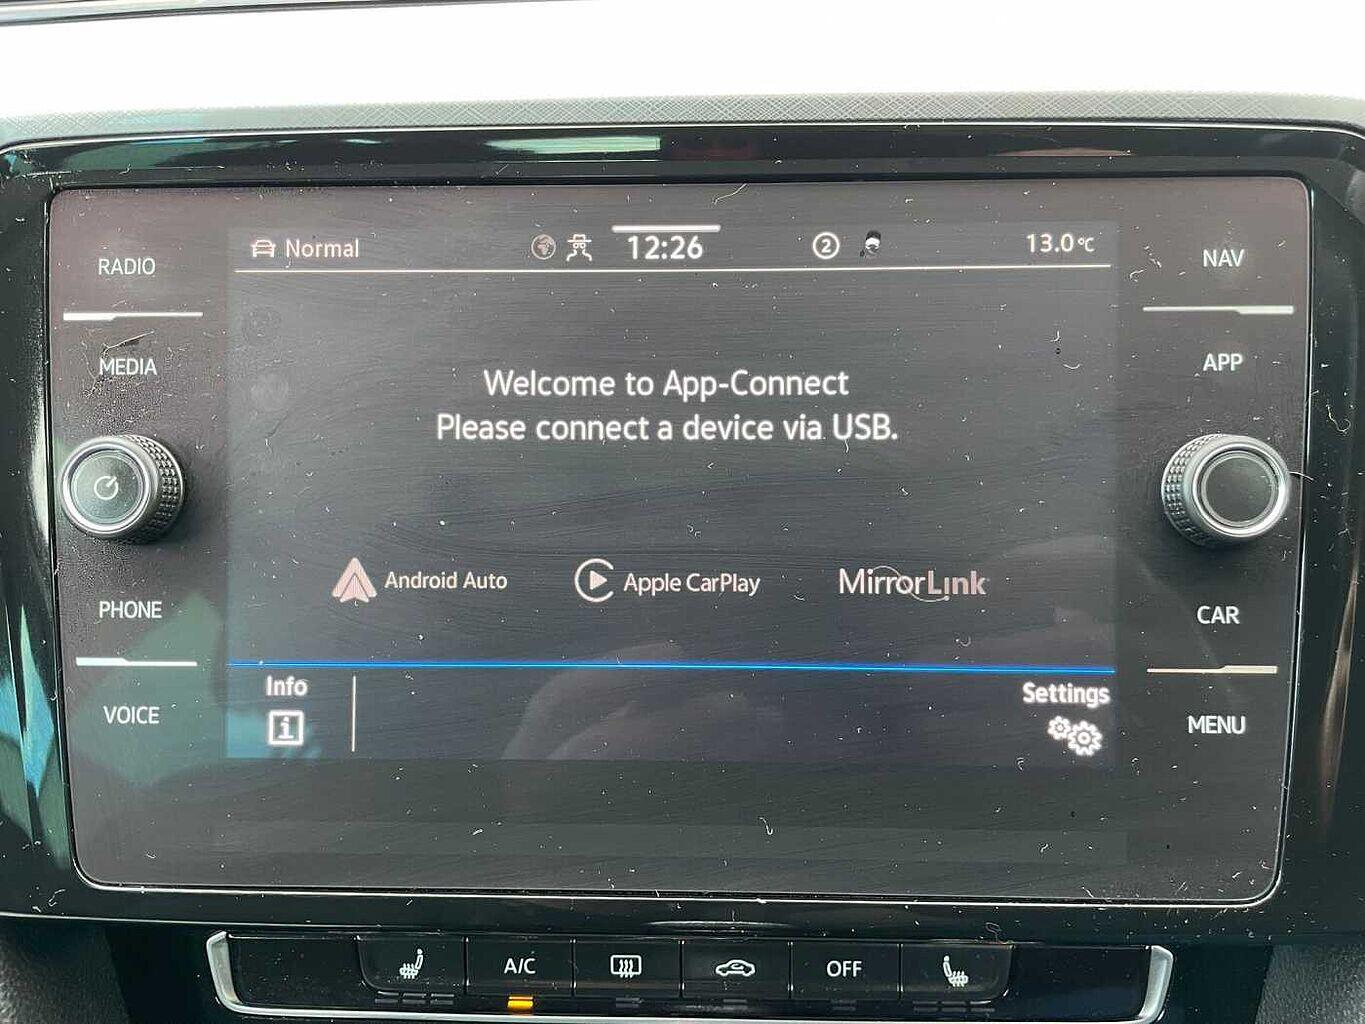 Normal
12:26
2
13.0°C
RADIO
MEDIA
PHONE
VOICE
NAV
APP
CAR
MENU
Welcome to App-Connect
Please connect a device via USB.
Android Auto
Apple CarPlay
MirrorLink
Info
i
Settings
A/C
OFF